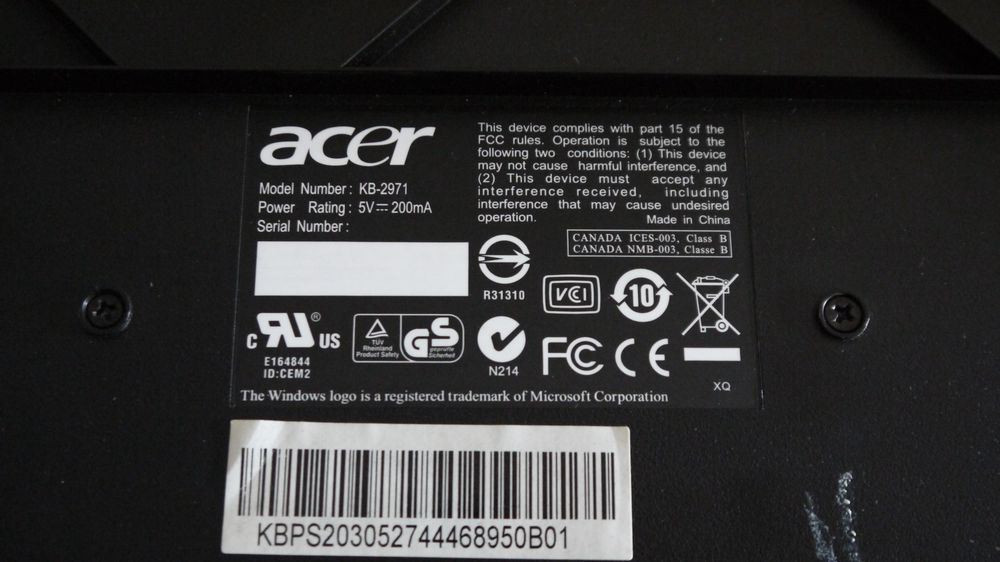 acer
Model Number: KB-2971
Power Rating: 5V⎓200mA
Serial Number:
This device complies with part 15 of the
FCC rules. Operation is subject to the
following two conditions: (1) This device
may not cause harmful interference, and
(2) This device must accept any
interference received, including
interference that may cause undesired
operation.
Made in China
CANADA ICES-003, Class B
CANADA NMB-003, Classe B
R31310
VCI
10
c RU ® US
E164844
ID:CEM2
TÜV
Rheinland
Product Safety
GS
geprüfte
Sicherheit
N214
FC CE
XQ
The Windows logo is a registered trademark of Microsoft Corporation
KBPS203052744468950B01